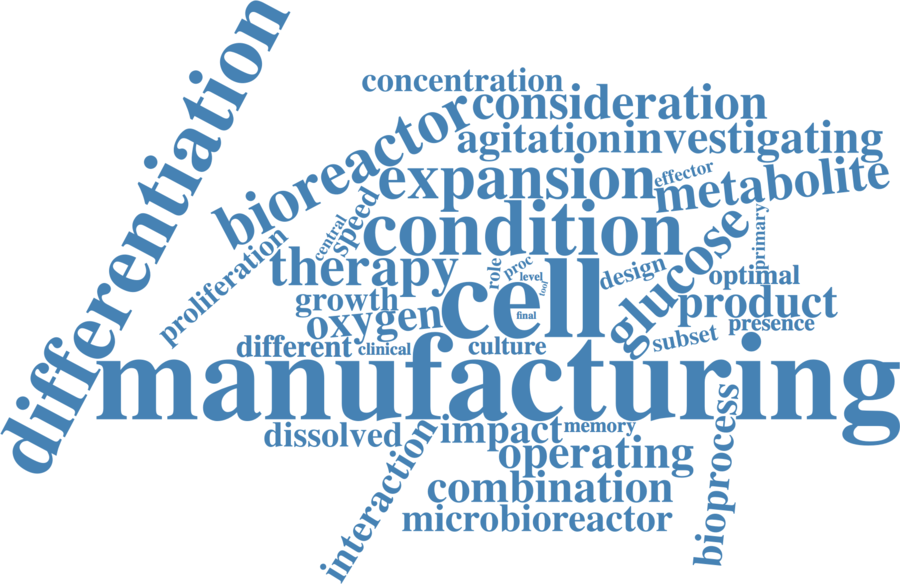 differentiation
concentration
consideration
bioreactor
agitation
investigating
expansion
effector
metabolite
central
speed
condition
glucose
primary
proliferation
therapy
role
proc
level
tool
design
optimal
cell
growth
product
oxygen
final
subset
presence
different
clinical
culture
manufacturing
dissolved
impact
memory
interaction
operating
bioprocess
combination
microbioreactor